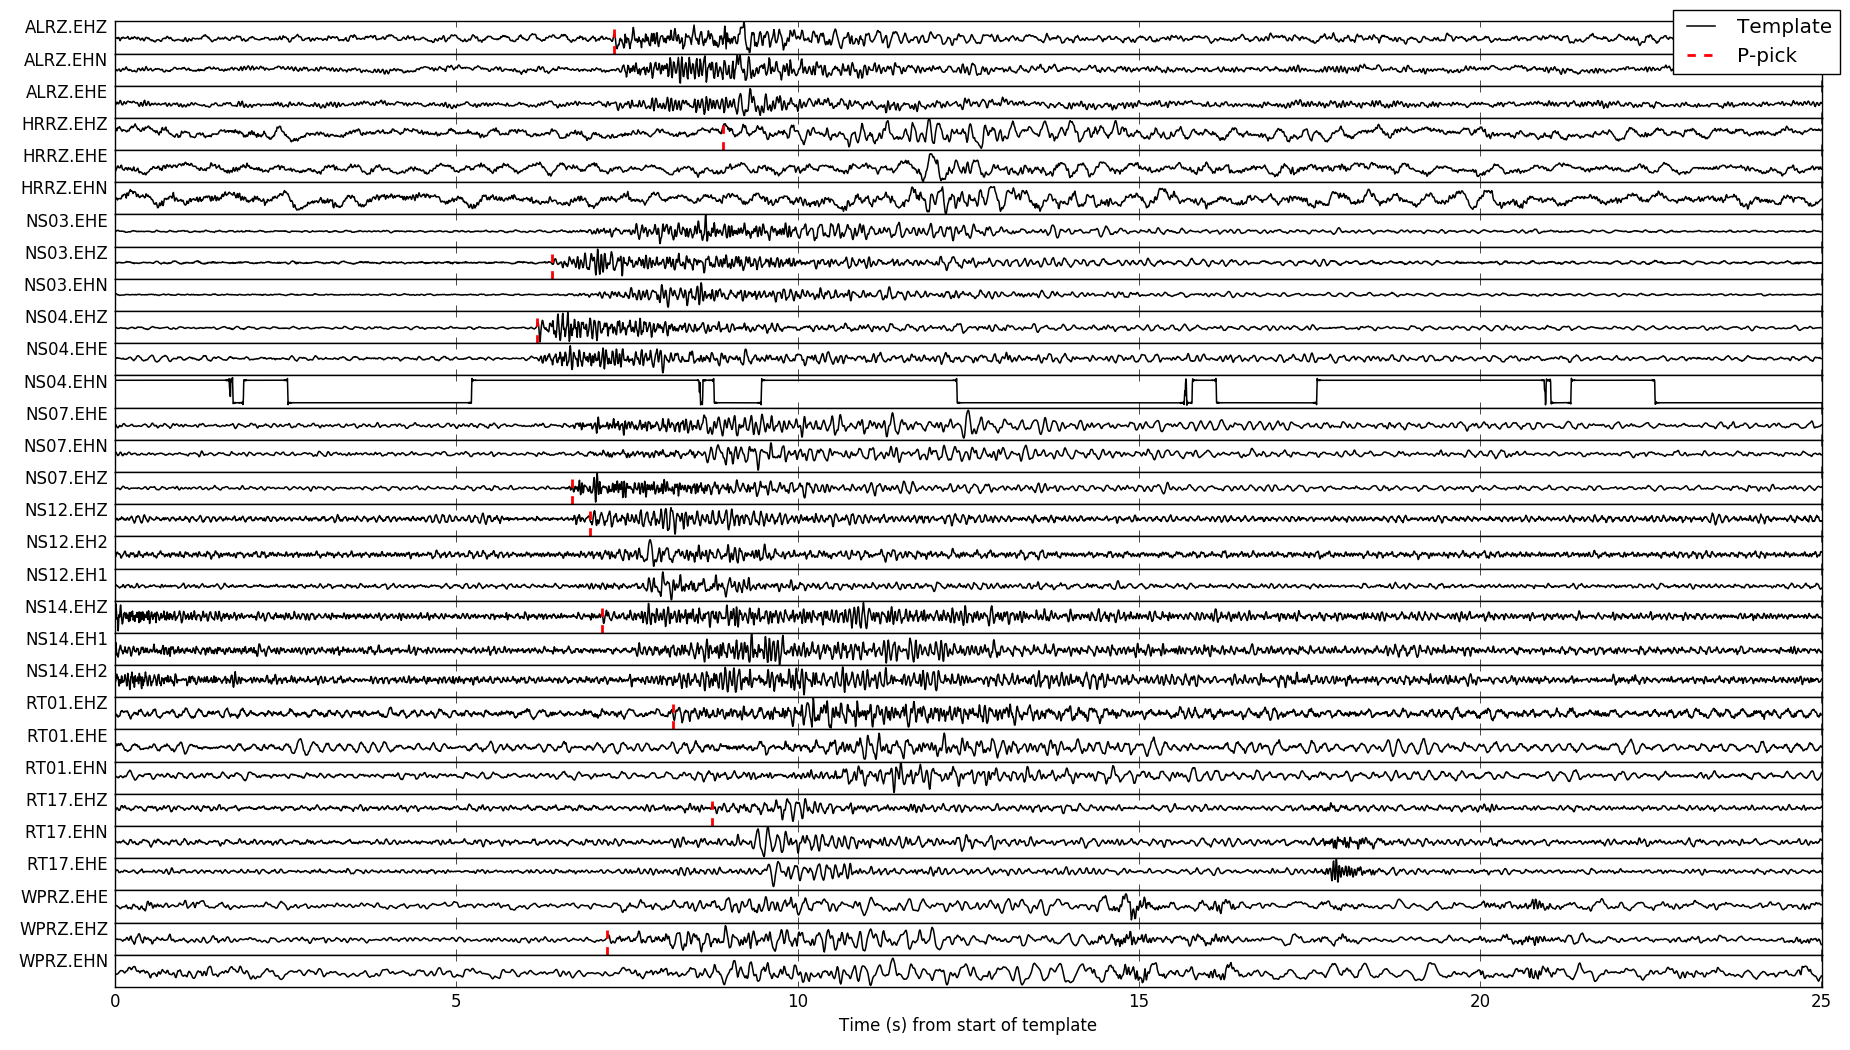 ALRZ.EHZ
ALRZ.EHN
ALRZ.EHE
HRRZ.EHZ
HRRZ.EHE
HRRZ.EHN
NS03.EHE
NS03.EHZ
NS03.EHN
NS04.EHZ
NS04.EHE
NS04.EHN
NS07.EHE
NS07.EHN
NS07.EHZ
NS12.EHZ
NS12.EH2
NS12.EH1
NS14.EHZ
NS14.EH1
NS14.EH2
RT01.EHZ
RT01.EHE
RT01.EHN
RT17.EHZ
RT17.EHN
RT17.EHE
WPRZ.EHE
WPRZ.EHZ
WPRZ.EHN
Template
P-pick
0 5 10 15 20 25
Time (s) from start of template